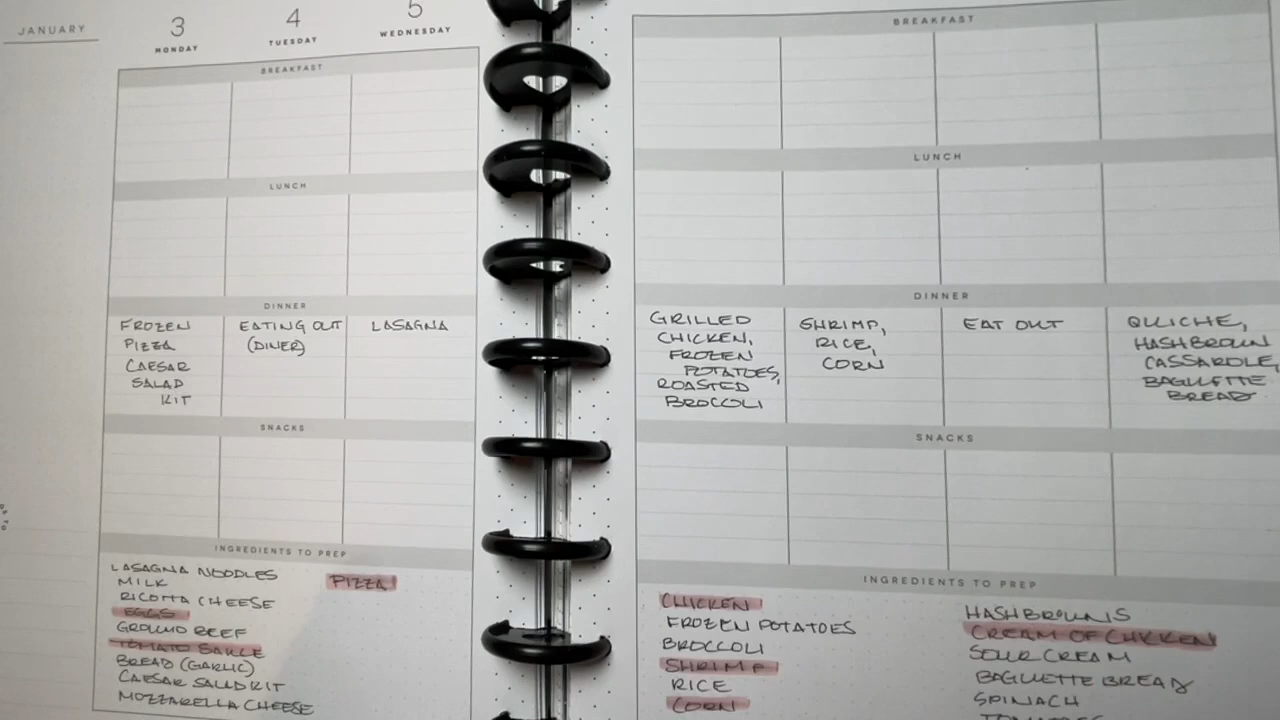 JANUARY
3
MONDAY
4
TUESDAY
5
WEDNESDAY
BREAKFAST
LUNCH
DINNER
FROZEN
PIZZA
CAESAR
SALAD
KIT
EATING OUT
(DINER)
LASAGNA
SNACKS
INGREDIENTS TO PREP
LASAGNA NOODLES
MILK
RICOTTA CHEESE
EGGS
GROUND BEEF
TOMATO SAUCE
BREAD (GARLIC)
CAESAR SALAD KIT
MOZZARELLA CHEESE
PIZZA
BREAKFAST
LUNCH
DINNER
GRILLED
CHICKEN,
FROZEN
POTATOES,
ROASTED
BROCCOLI
SHRIMP,
RICE,
CORN
EAT OUT
QUICHE,
HASHBROWN
CASSAROLE,
BAGUETTE
BREAD
SNACKS
INGREDIENTS TO PREP
CHICKEN
FROZEN POTATOES
BROCCOLI
SHRIMP
RICE
CORN
HASHBROWNS
CREAM OF CHICKEN
SOUR CREAM
BAGUETTE BREAD
SPINACH